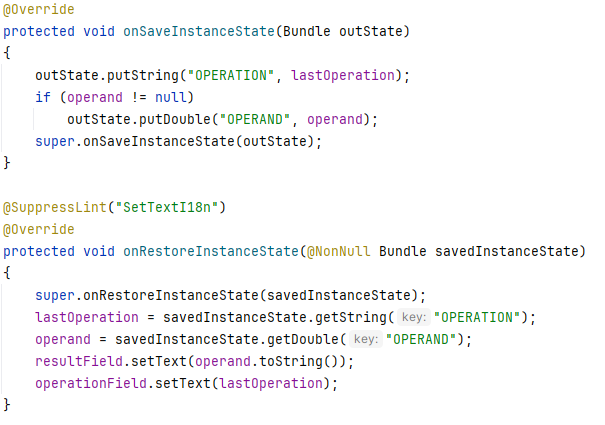 @Override
protected void onSaveInstanceState(Bundle outState)
{
    outState.putString("OPERATION", lastOperation);
    if (operand != null)
        outState.putDouble("OPERAND", operand);
    super.onSaveInstanceState(outState);
}

@SuppressLint("SetTextI18n")
@Override
protected void onRestoreInstanceState(@NonNull Bundle savedInstanceState)
{
    super.onRestoreInstanceState(savedInstanceState);
    lastOperation = savedInstanceState.getString( key: "OPERATION");
    operand = savedInstanceState.getDouble( key: "OPERAND");
    resultField.setText(operand.toString());
    operationField.setText(lastOperation);
}